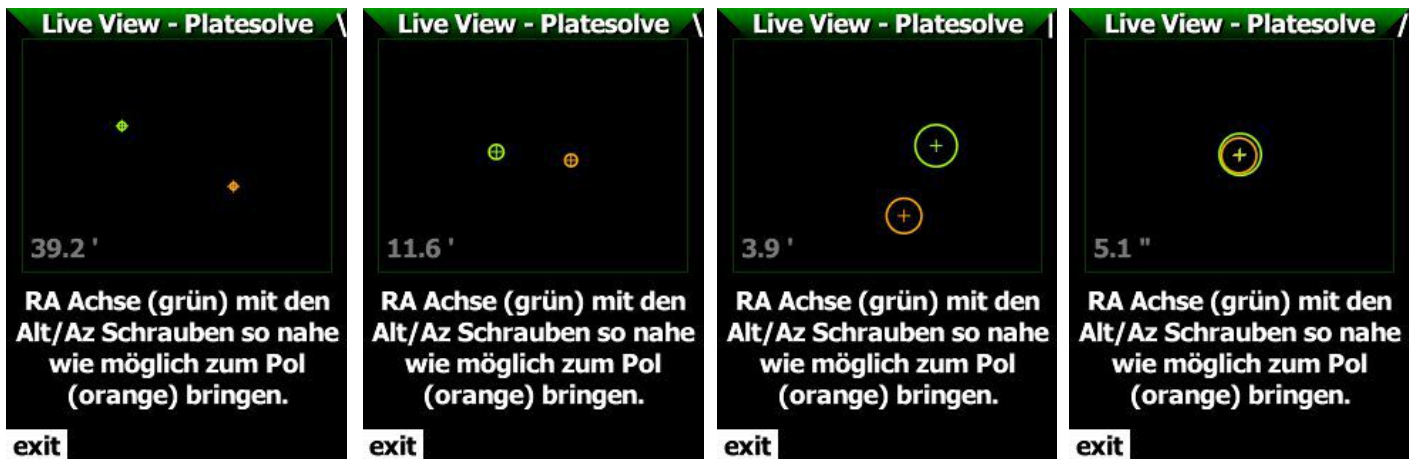 Live View - Platesolve \
39.2 '
RA Achse (grün) mit den
Alt/Az Schrauben so nahe
wie möglich zum Pol
(orange) bringen.
exit
Live View - Platesolve \
11.6 '
RA Achse (grün) mit den
Alt/Az Schrauben so nahe
wie möglich zum Pol
(orange) bringen.
exit
Live View - Platesolve |
3.9 '
RA Achse (grün) mit den
Alt/Az Schrauben so nahe
wie möglich zum Pol
(orange) bringen.
exit
Live View - Platesolve /
5.1 "
RA Achse (grün) mit den
Alt/Az Schrauben so nahe
wie möglich zum Pol
(orange) bringen.
exit